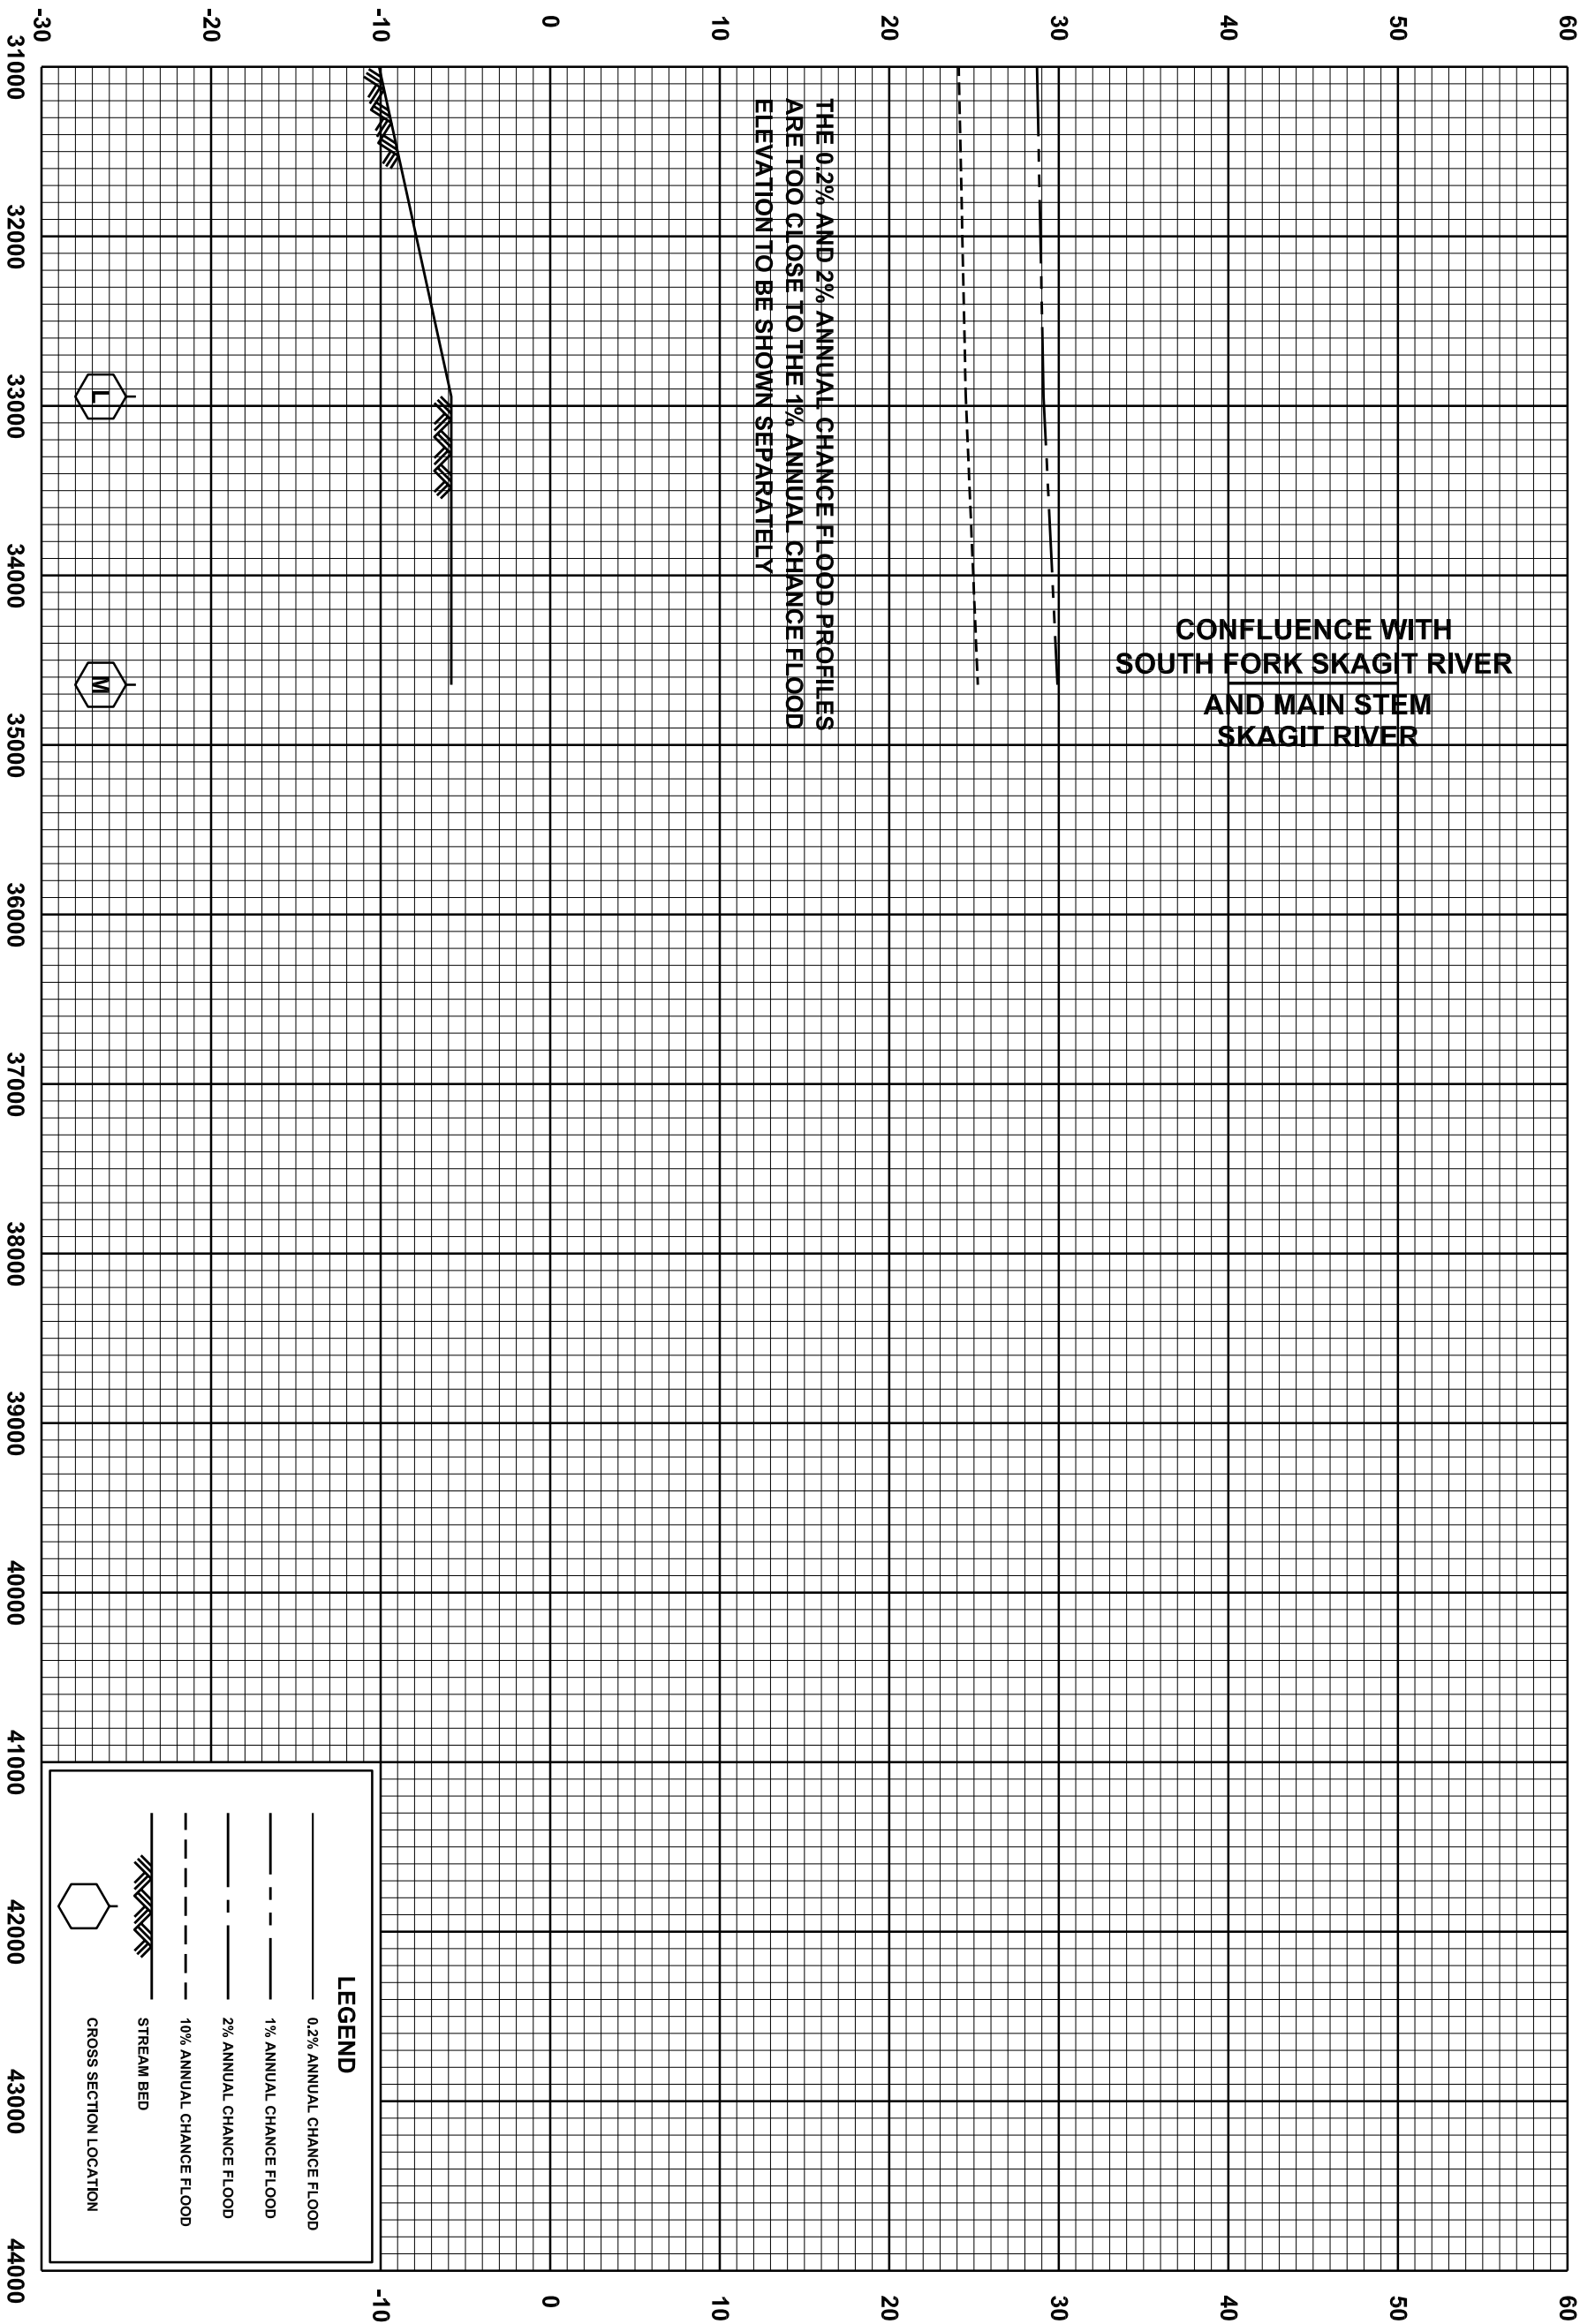 60
50
40
30
20
10
0
-10
-20
-30
60
50
40
30
20
10
0
-10
CONFLUENCE WITH
SOUTH FORK SKAGIT RIVER
AND MAIN STEM
SKAGIT RIVER
THE 0.2% AND 2% ANNUAL CHANCE FLOOD PROFILES
ARE TOO CLOSE TO THE 1% ANNUAL CHANCE FLOOD
ELEVATION TO BE SHOWN SEPARATELY
L
M
LEGEND
0.2% ANNUAL CHANCE FLOOD
1% ANNUAL CHANCE FLOOD
2% ANNUAL CHANCE FLOOD
10% ANNUAL CHANCE FLOOD
STREAM BED
CROSS SECTION LOCATION
31000
32000
33000
34000
35000
36000
37000
38000
39000
40000
41000
42000
43000
44000